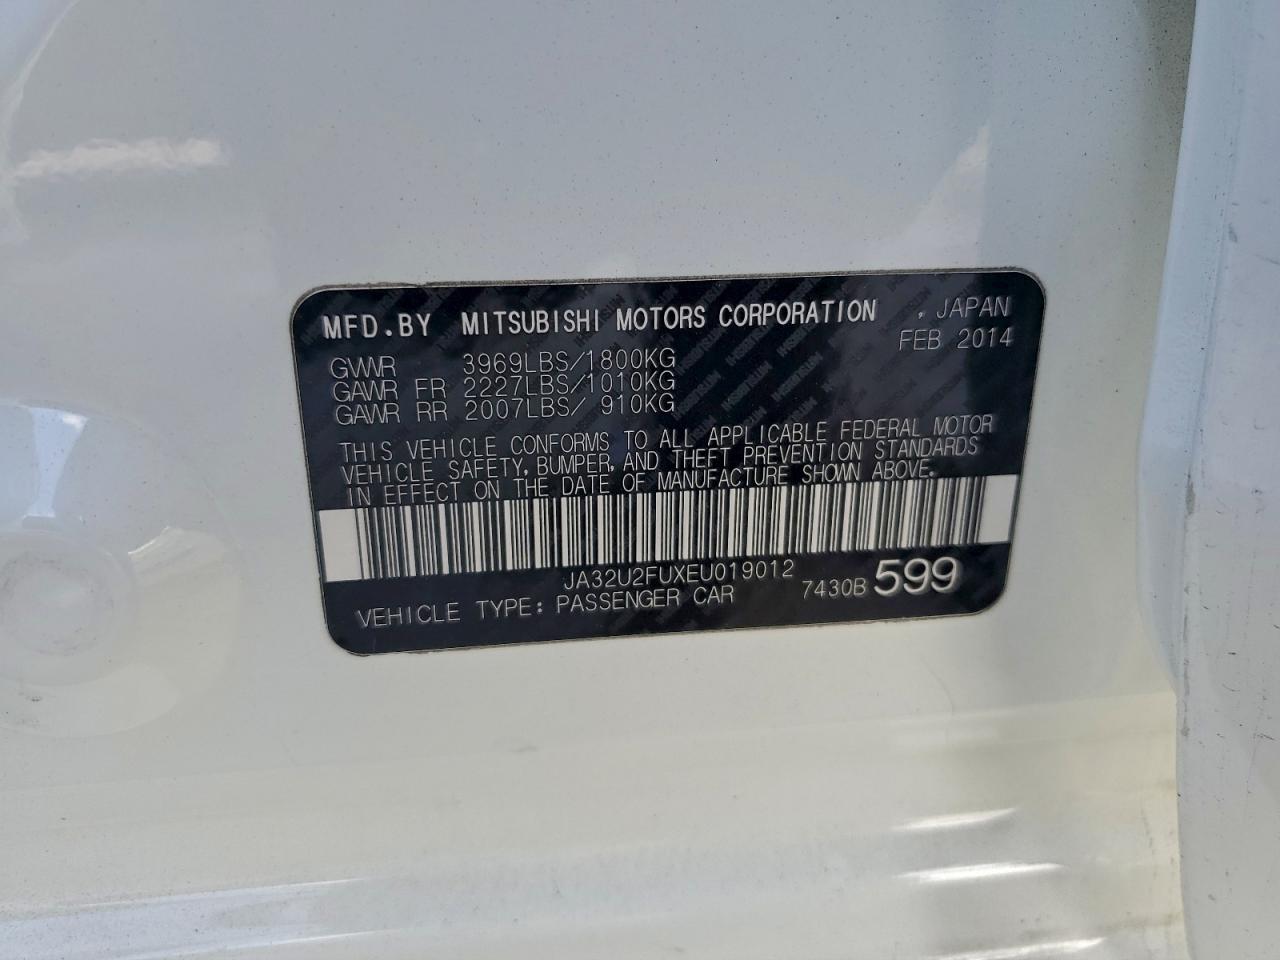 MFD.BY MITSUBISHI MOTORS CORPORATION , JAPAN
FEB 2014
GVWR 3969LBS/1800KG
GAWR FR 2227LBS/1010KG
GAWR RR 2007LBS/ 910KG
THIS VEHICLE CONFORMS TO ALL APPLICABLE FEDERAL MOTOR
VEHICLE SAFETY, BUMPER, AND THEFT PREVENTION STANDARDS
IN EFFECT ON THE DATE OF MANUFACTURE SHOWN ABOVE.
JA32U2FUXEU019012
VEHICLE TYPE: PASSENGER CAR 7430B 599